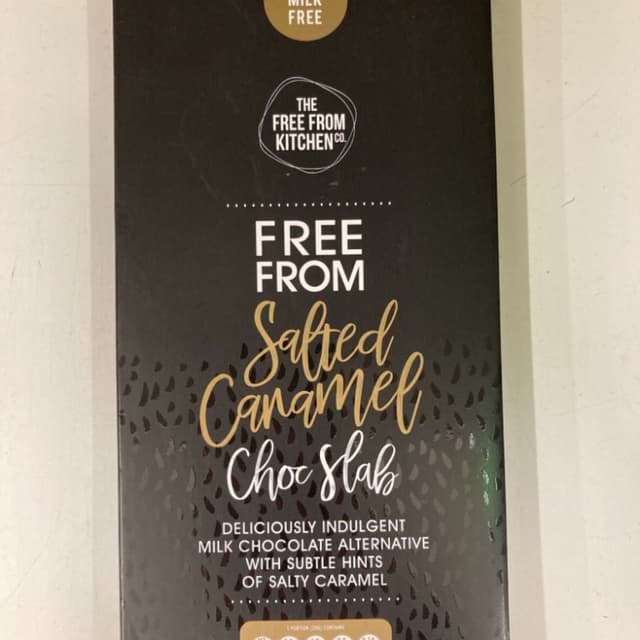 MILK
FREE
THE
FREE FROM
KITCHEN CO.
FREE
FROM
Salted
Caramel
Choc Slab
DELICIOUSLY INDULGENT
MILK CHOCOLATE ALTERNATIVE
WITH SUBTLE HINTS
OF SALTY CARAMEL